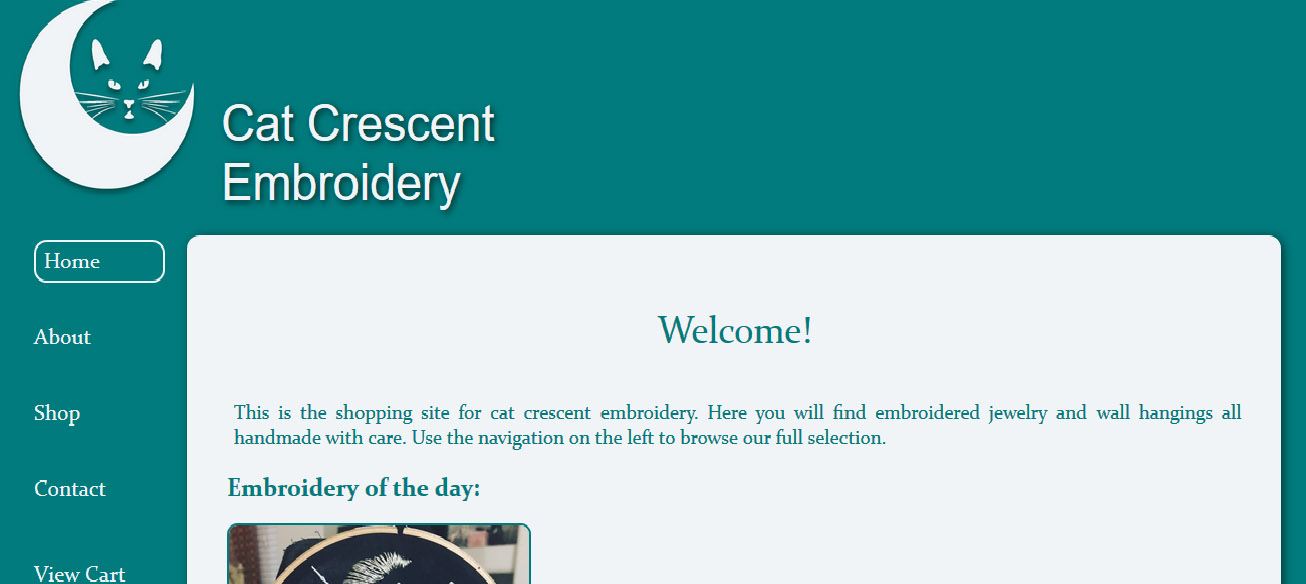 Cat Crescent
Embroidery
Home
About
Shop
Contact
View Cart
Welcome!
This is the shopping site for cat crescent embroidery. Here you will find embroidered jewelry and wall hangings all
handmade with care. Use the navigation on the left to browse our full selection.
Embroidery of the day: